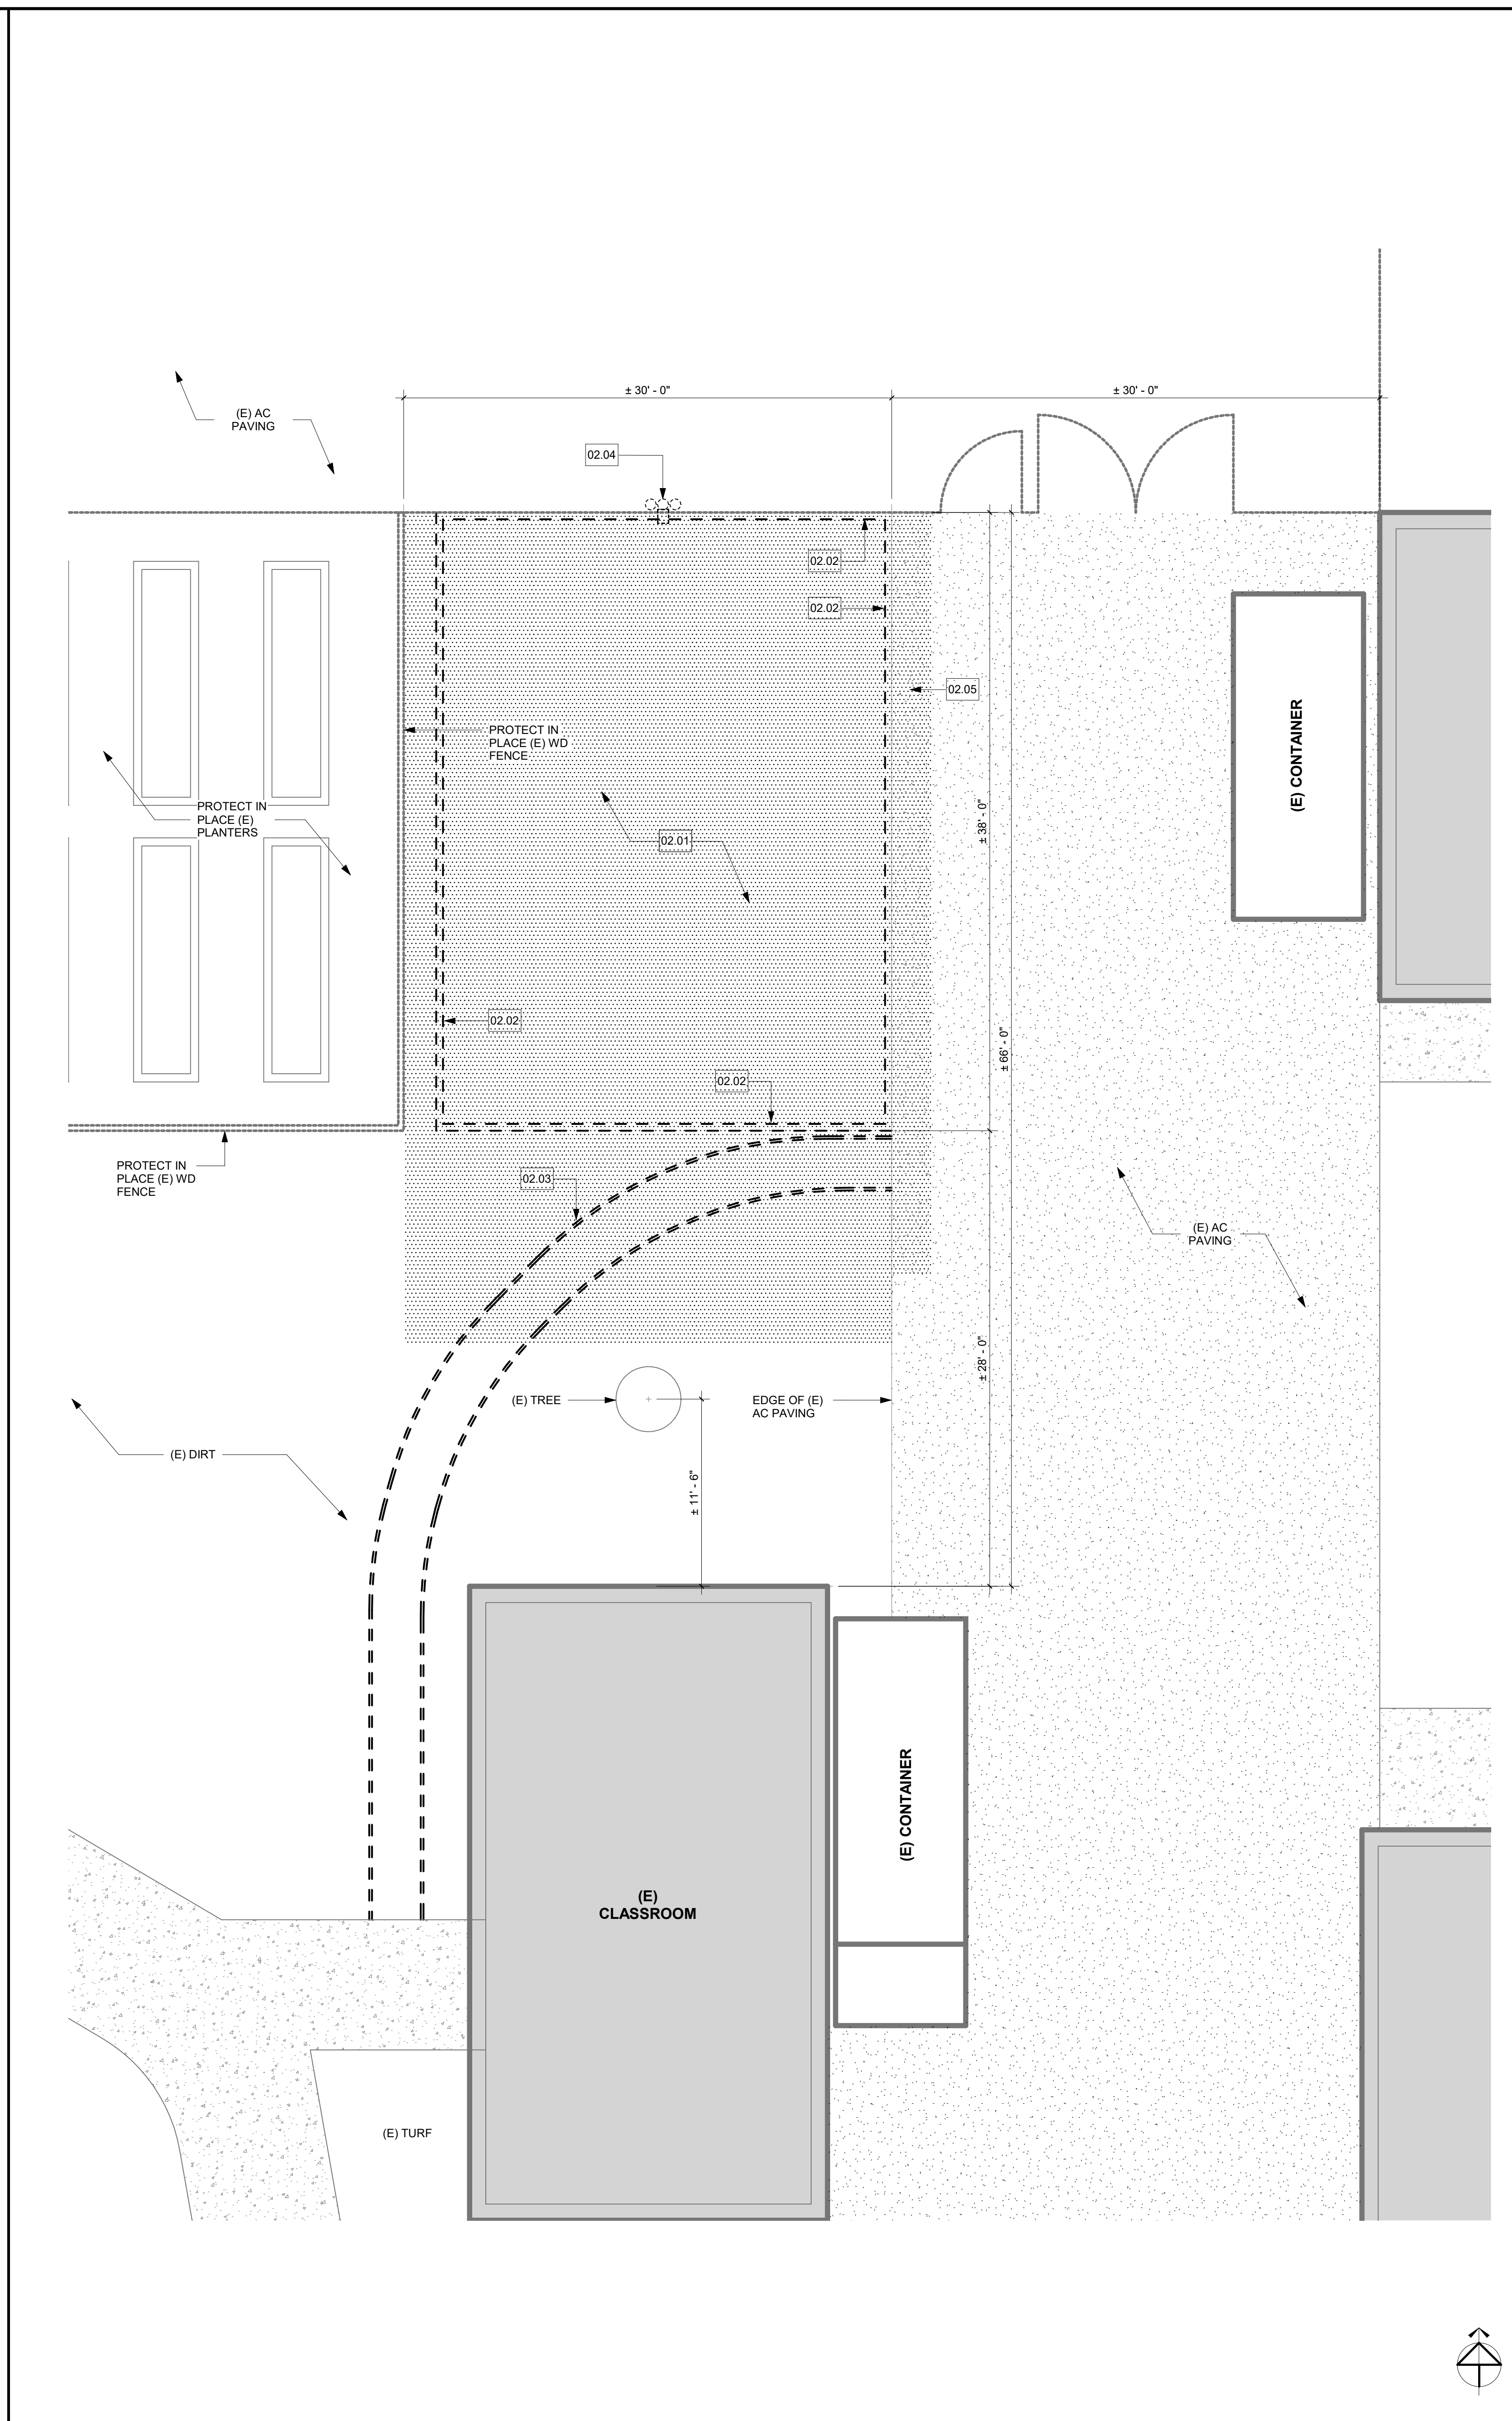 ± 30' - 0"
± 30' - 0"
(E) AC
PAVING
02.04
02.02
02.02
02.05
PROTECT IN
PLACE (E) WD
FENCE
(E) CONTAINER
PROTECT IN
PLACE (E)
PLANTERS
± 38' - 0"
02.01
02.02
± 66' - 0"
02.02
PROTECT IN
PLACE (E) WD
FENCE
02.03
(E) AC
PAVING
± 28' - 0"
(E) TREE
EDGE OF (E)
AC PAVING
(E) DIRT
± 11' - 6"
(E) CONTAINER
(E)
CLASSROOM
(E) TURF